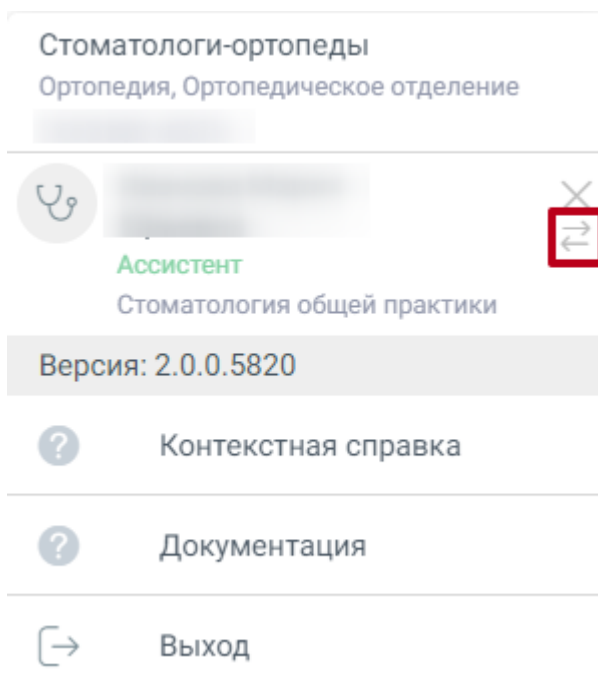 Стоматологи-ортопеды
Ортопедия, Ортопедическое отделение
Ассистент
Стоматология общей практики
Версия: 2.0.0.5820
Контекстная справка
Документация
Выход